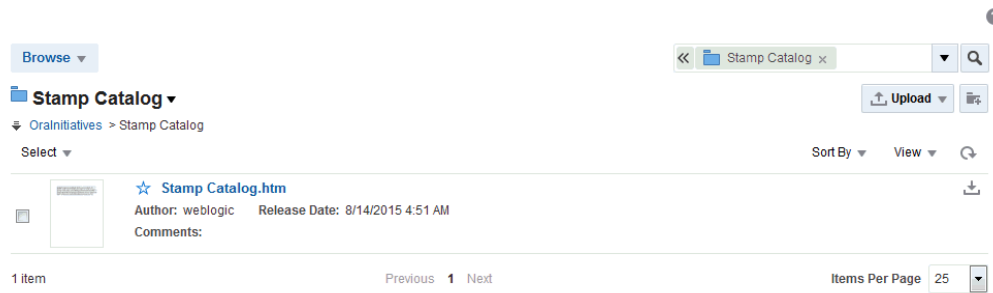 Browse
Stamp Catalog ×
Stamp Catalog
Upload
OraInitiatives > Stamp Catalog
Select
Sort By
View
Stamp Catalog.htm
Author: weblogic Release Date: 8/14/2015 4:51 AM
Comments:
1 item
Previous 1 Next
Items Per Page 25